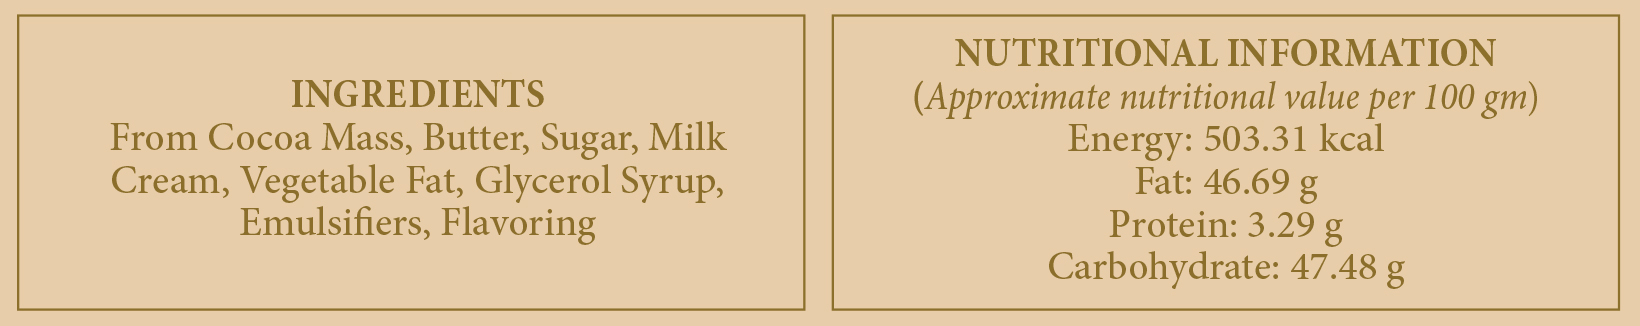 INGREDIENTS
From Cocoa Mass, Butter, Sugar, Milk
Cream, Vegetable Fat, Glycerol Syrup,
Emulsifiers, Flavoring
NUTRITIONAL INFORMATION
(Approximate nutritional value per 100 gm)
Energy: 503.31 kcal
Fat: 46.69 g
Protein: 3.29 g
Carbohydrate: 47.48 g